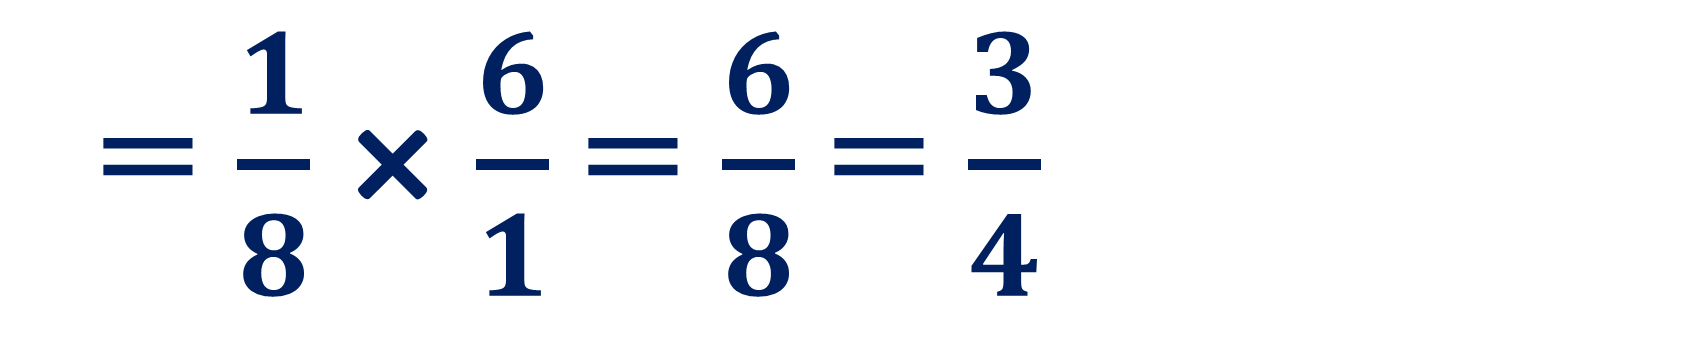 = 1/8 × 6/1 = 6/8 = 3/4